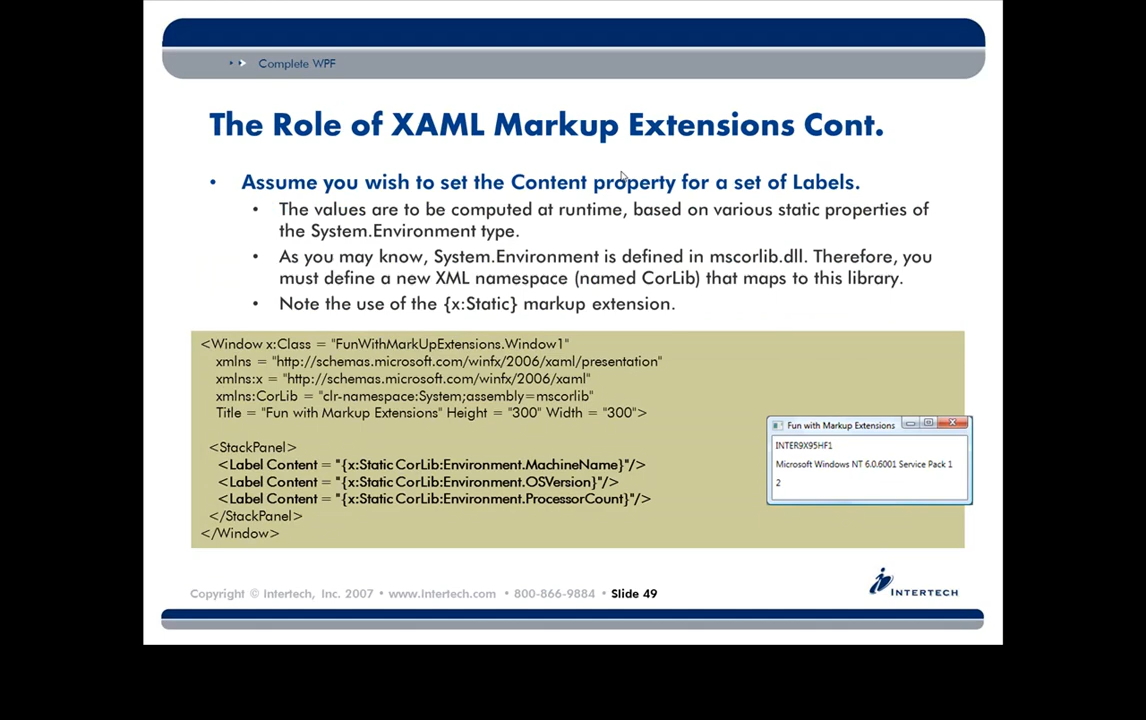 Complete WPF
The Role of XAML Markup Extensions Cont.
• Assume you wish to set the Content property for a set of Labels.
• The values are to be computed at runtime, based on various static properties of
the System.Environment type.
• As you may know, System.Environment is defined in mscorlib.dll. Therefore, you
must define a new XML namespace (named CorLib) that maps to this library.
• Note the use of the {x:Static} markup extension.
<Window x:Class = "FunWithMarkUpExtensions.Window1"
xmlns = "http://schemas.microsoft.com/winfx/2006/xaml/presentation"
xmlns:x = "http://schemas.microsoft.com/winfx/2006/xaml"
xmlns:CorLib = "clr-namespace:System;assembly=mscorlib"
Title = "Fun with Markup Extensions" Height = "300" Width = "300">
<StackPanel>
<Label Content = "{x:Static CorLib:Environment.MachineName}"/>
<Label Content = "{x:Static CorLib:Environment.OSVersion}"/>
<Label Content = "{x:Static CorLib:Environment.ProcessorCount}"/>
</StackPanel>
</Window>
Fun with Markup Extensions
INTER9X95HF1
Microsoft Windows NT 6.0.6001 Service Pack 1
2
Copyright © Intertech, Inc. 2007 • www.Intertech.com • 800-866-9884 • Slide 49
INTERTECH